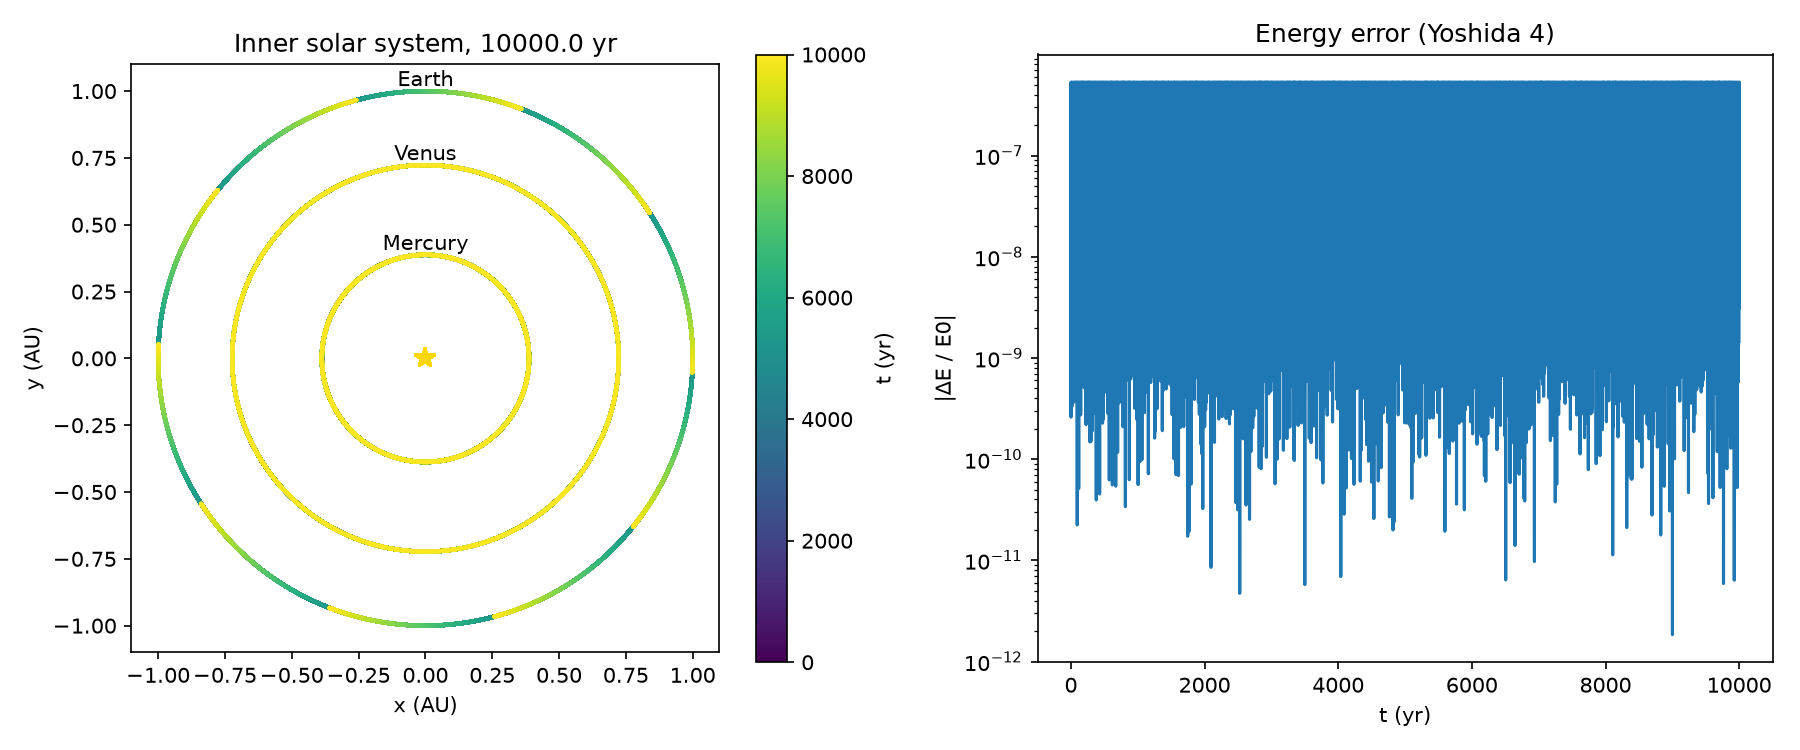 Inner solar system, 10000.0 yr
Earth
Venus
Mercury
1.00
0.75
0.50
0.25
0.00
−0.25
−0.50
−0.75
−1.00
y (AU)
−1.00 −0.75 −0.50 −0.25 0.00 0.25 0.50 0.75 1.00
x (AU)
10000
8000
6000
4000
2000
0
t (yr)
Energy error (Yoshida 4)
10⁻⁷
10⁻⁸
10⁻⁹
10⁻¹⁰
10⁻¹¹
10⁻¹²
|ΔE / E0|
0 2000 4000 6000 8000 10000
t (yr)